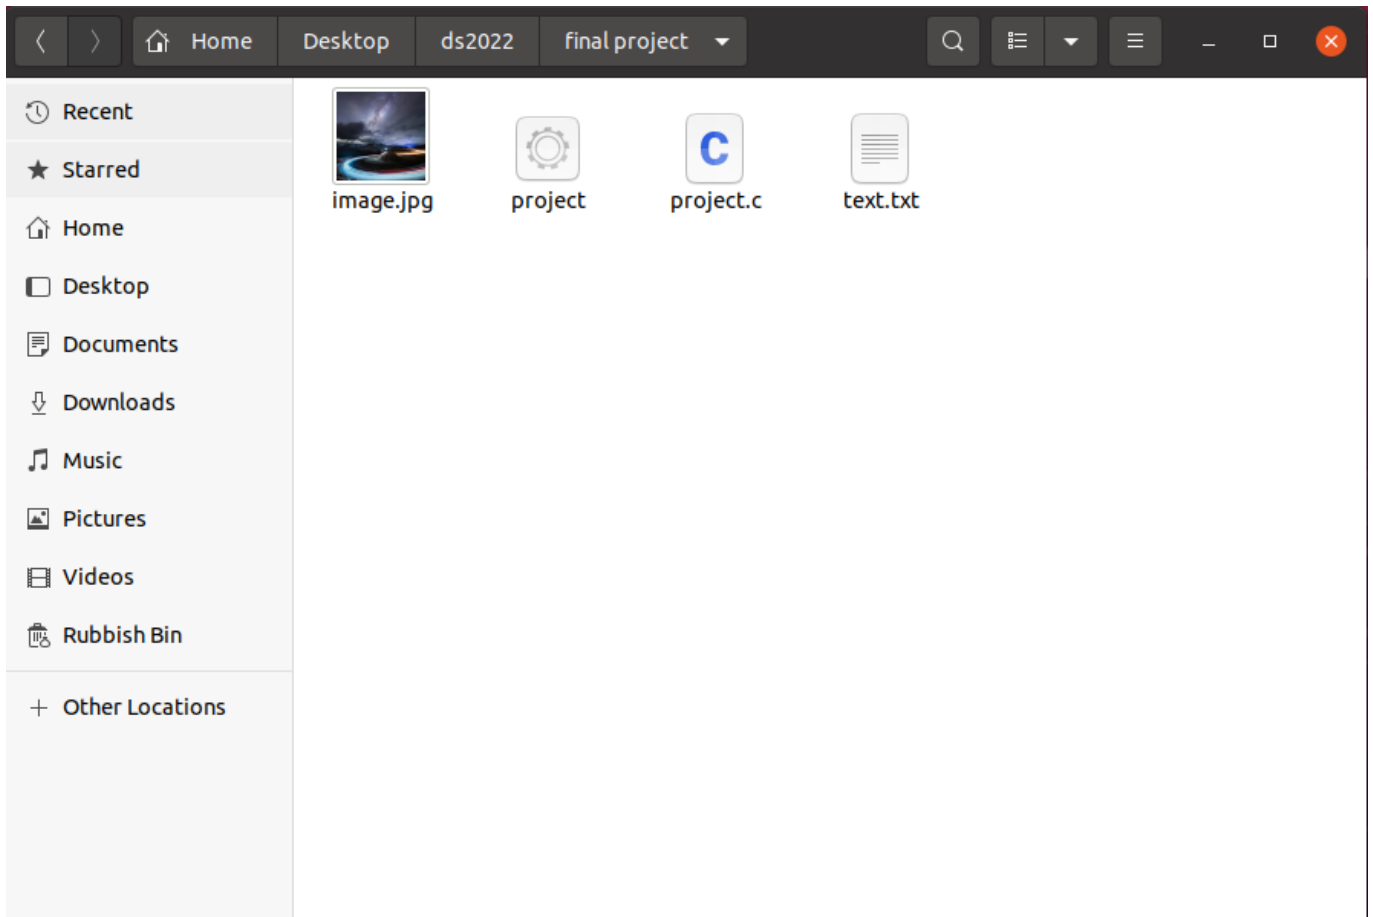 Home Desktop ds2022 final project
Recent
Starred
Home
Desktop
Documents
Downloads
Music
Pictures
Videos
Rubbish Bin
Other Locations
image.jpg project project.c text.txt